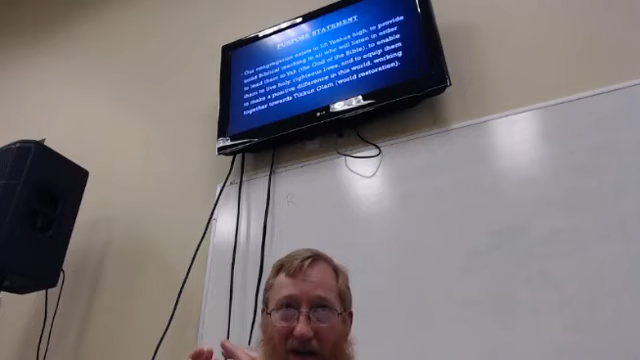 PURPOSE STATEMENT
Our congregation exists to lift Yeshua high, to provide
solid Biblical teaching to all who will listen in order
to lead them to Yah (the God of the Bible), to enable
them to live holy, righteous lives, and to equip them
to make a positive difference in this world, working
together towards Tikkun Olam (world restoration).
LG
R